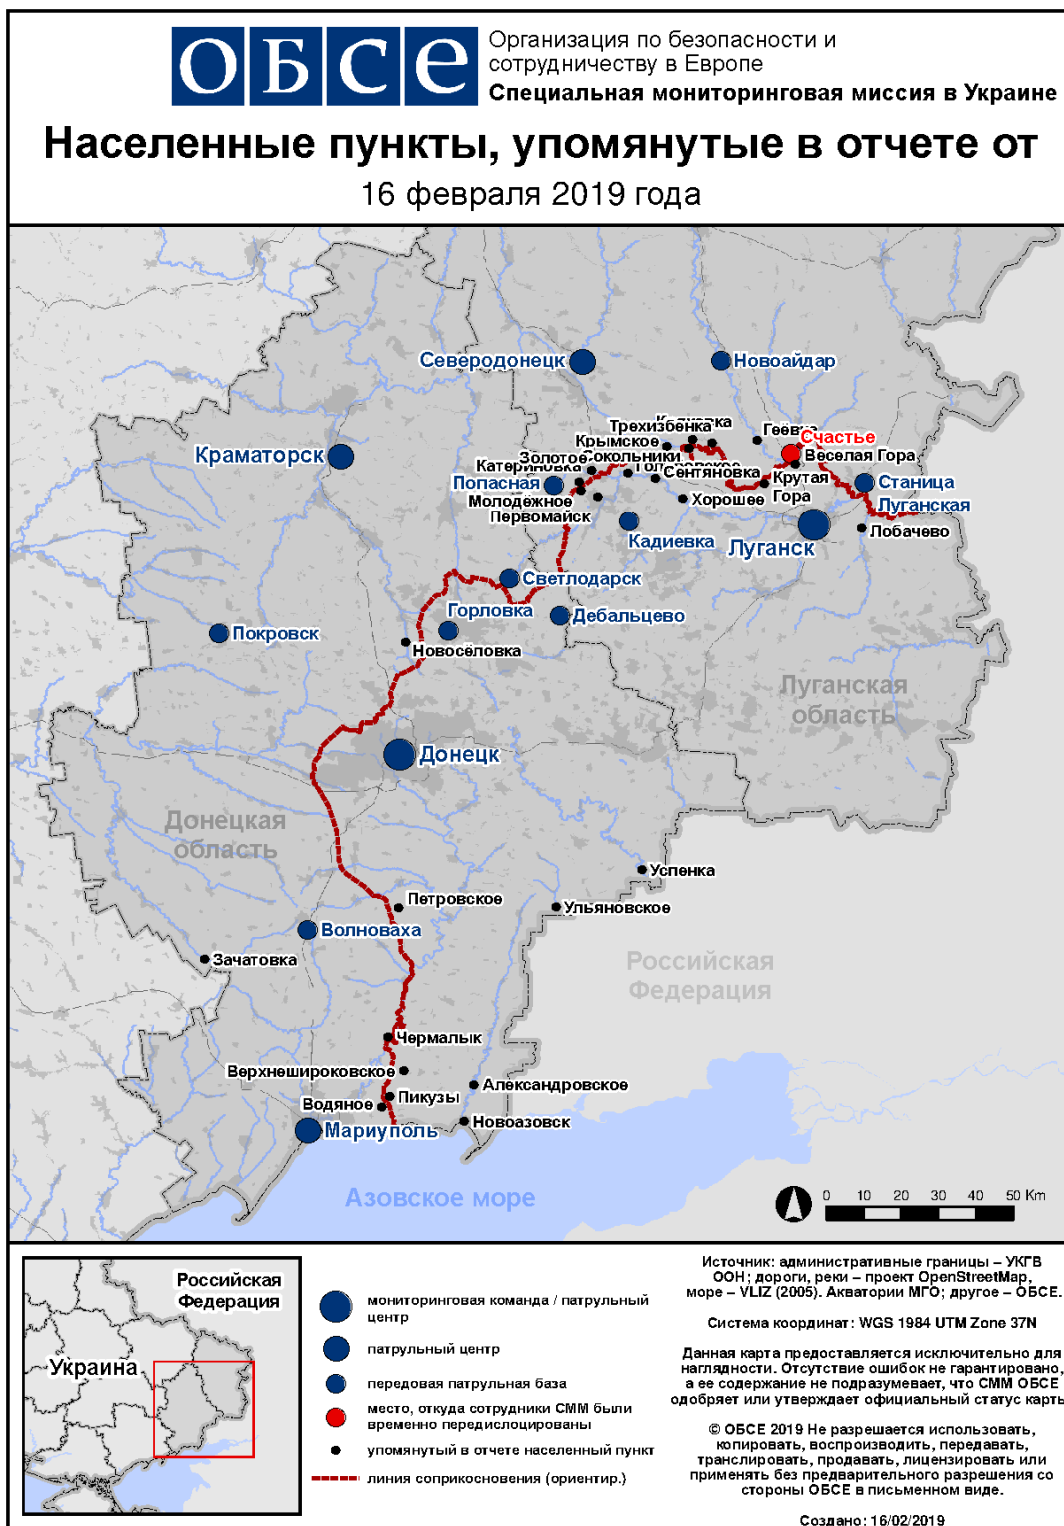 ОБСЕ
Организация по безопасности и
сотрудничеству в Европе
Специальная мониторинговая миссия в Украине
Населенные пункты, упомянутые в отчете от
16 февраля 2019 года
Северодонецк
Новоайдар
Трехизбенка
Крымское
Геевка
Счастье
Золотое
Сокольники
Веселая Гора
Краматорск
Катериновка
Сентяновка
Попасная
Крутая
Гора
Станица
Луганская
Молодёжное
Хорошее
Первомайск
Кадиевка
Луганск
Лобачево
Светлодарск
Горловка
Дебальцево
Покровск
Новосёловка
Луганская
область
Донецк
Донецкая
область
Успенка
Петровское
Ульяновское
Волноваха
Зачатовка
Российская
Федерация
Чермалык
Верхнешироковское
Александровское
Пикузы
Водяное
Новоазовск
Мариуполь
Азовское море
0 10 20 30 40 50 Km
Российская
Федерация
Украина
мониторинговая команда / патрульный
центр
патрульный центр
передовая патрульная база
место, откуда сотрудники СММ были
временно передислоцированы
упомянутый в отчете населенный пункт
линия соприкосновения (ориентир.)
Источник: административные границы – УКГВ
ООН; дороги, реки – проект OpenStreetMap,
море – VLIZ (2005). Акватории МГО; другое – ОБСЕ.
Система координат: WGS 1984 UTM Zone 37N
Данная карта предоставляется исключительно для
наглядности. Отсутствие ошибок не гарантировано,
а ее содержание не подразумевает, что СММ ОБСЕ
одобряет или утверждает официальный статус карты
© ОБСЕ 2019 Не разрешается использовать,
копировать, воспроизводить, передавать,
транслировать, продавать, лицензировать или
применять без предварительного разрешения со
стороны ОБСЕ в письменном виде.
Создано: 16/02/2019